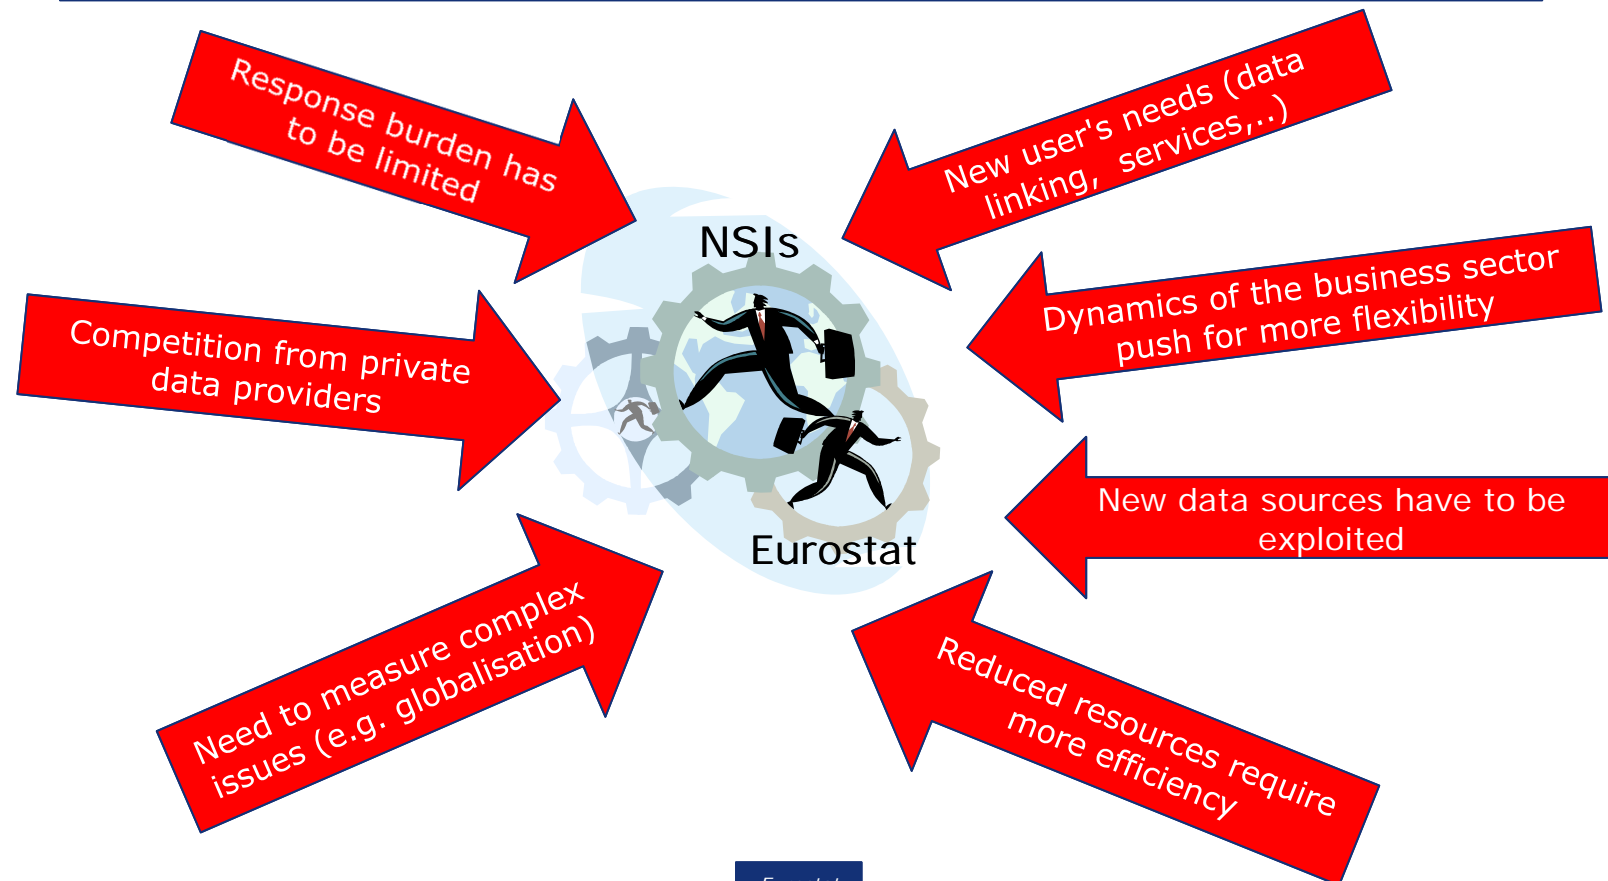 Response burden has
to be limited
New user's needs (data
linking, services,..)
NSIs
Dynamics of the business sector
push for more flexibility
Competition from private
data providers
New data sources have to be
exploited
Eurostat
Need to measure complex
issues (e.g. globalisation)
Reduced resources require
more efficiency